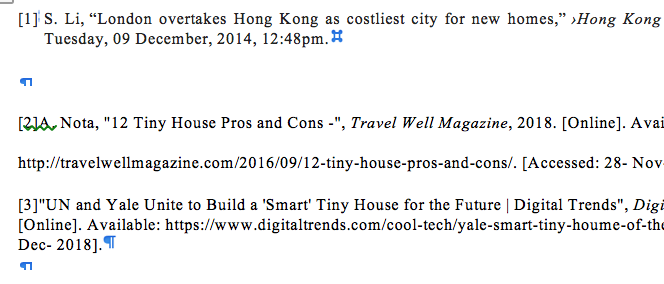 [1] S. Li, “London overtakes Hong Kong as costliest city for new homes,” ›Hong Kong
Tuesday, 09 December, 2014, 12:48pm.
[2]A. Nota, "12 Tiny House Pros and Cons -", Travel Well Magazine, 2018. [Online]. Avai
http://travelwellmagazine.com/2016/09/12-tiny-house-pros-and-cons/. [Accessed: 28- Nov
[3]"UN and Yale Unite to Build a 'Smart' Tiny House for the Future | Digital Trends", Digi
[Online]. Available: https://www.digitaltrends.com/cool-tech/yale-smart-tiny-houme-of-the
Dec- 2018].